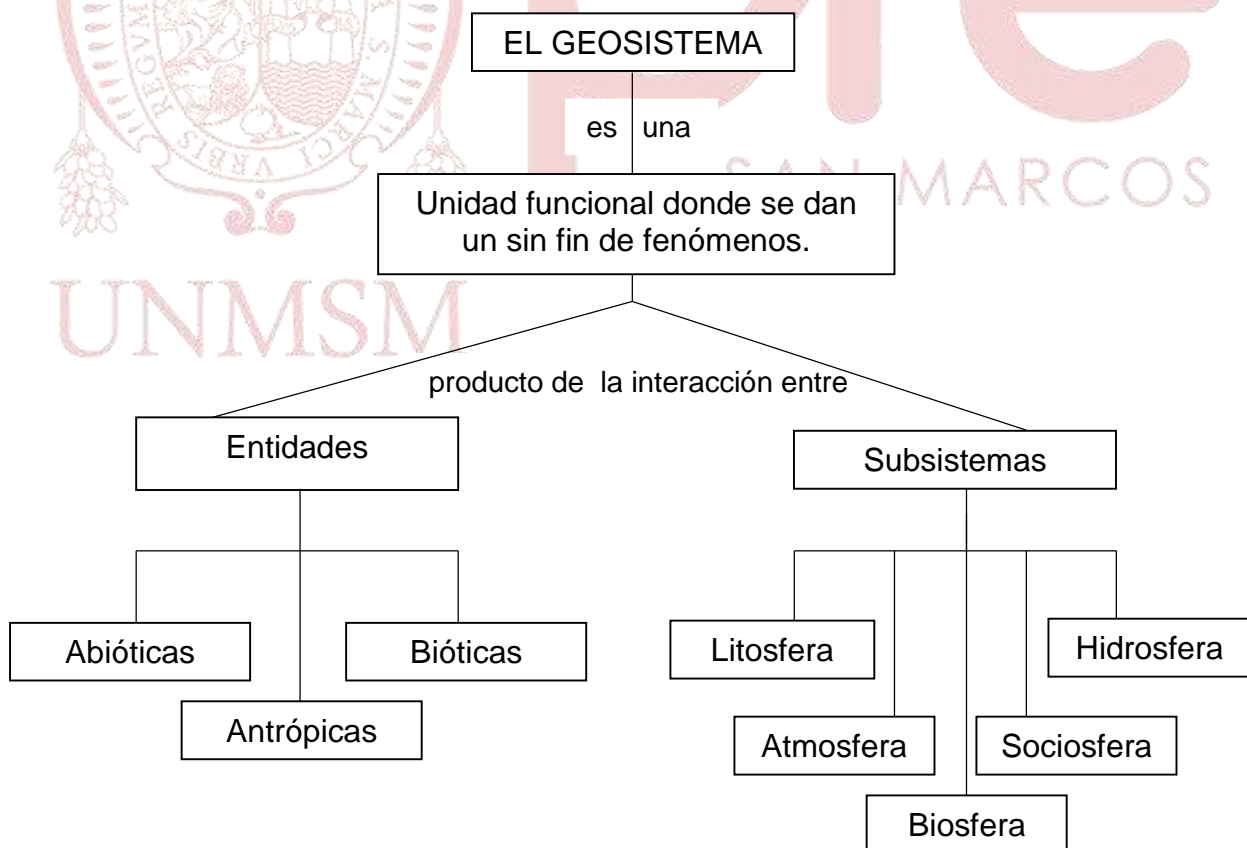 EL GEOSISTEMA
es una
SAN MARCOS
Unidad funcional donde se dan
un sin fin de fenómenos.
UNMSM
producto de la interacción entre
Entidades
Subsistemas
Abióticas
Bióticas
Litosfera
Hidrosfera
Antrópicas
Atmosfera
Sociosfera
Biosfera